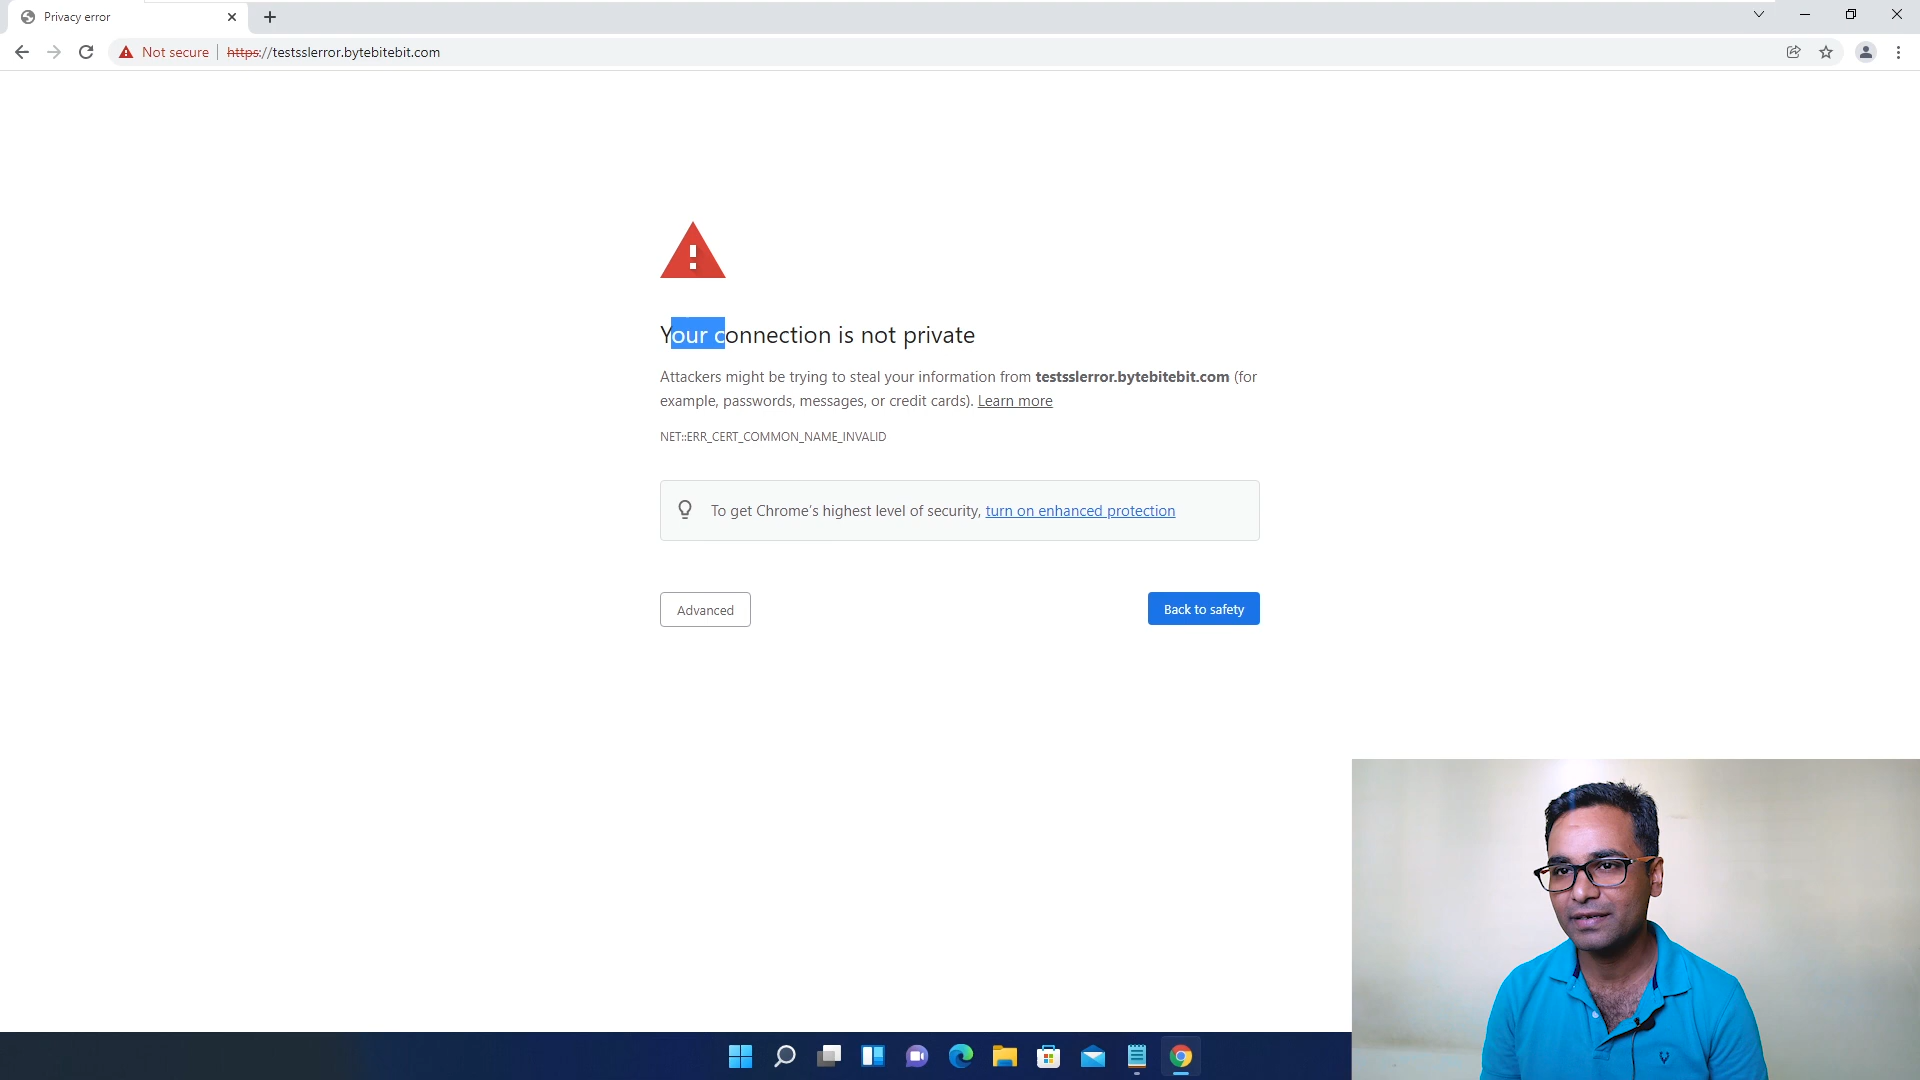 Privacy error
Not secure
https://testsslerror.bytebitebit.com
Your connection is not private
Attackers might be trying to steal your information from testsslerror.bytebitebit.com (for
example, passwords, messages, or credit cards). Learn more
NET::ERR_CERT_COMMON_NAME_INVALID
To get Chrome's highest level of security, turn on enhanced protection
Advanced
Back to safety